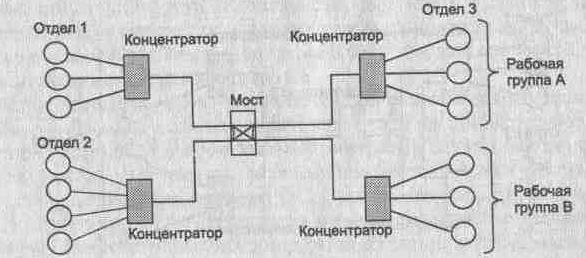 Отдел 3
Отдел 1
Концентратор
Концентратор
Рабочая
группа А
Мост
Отдел 2
Рабочая
группа В
Концентратор
Концентратор